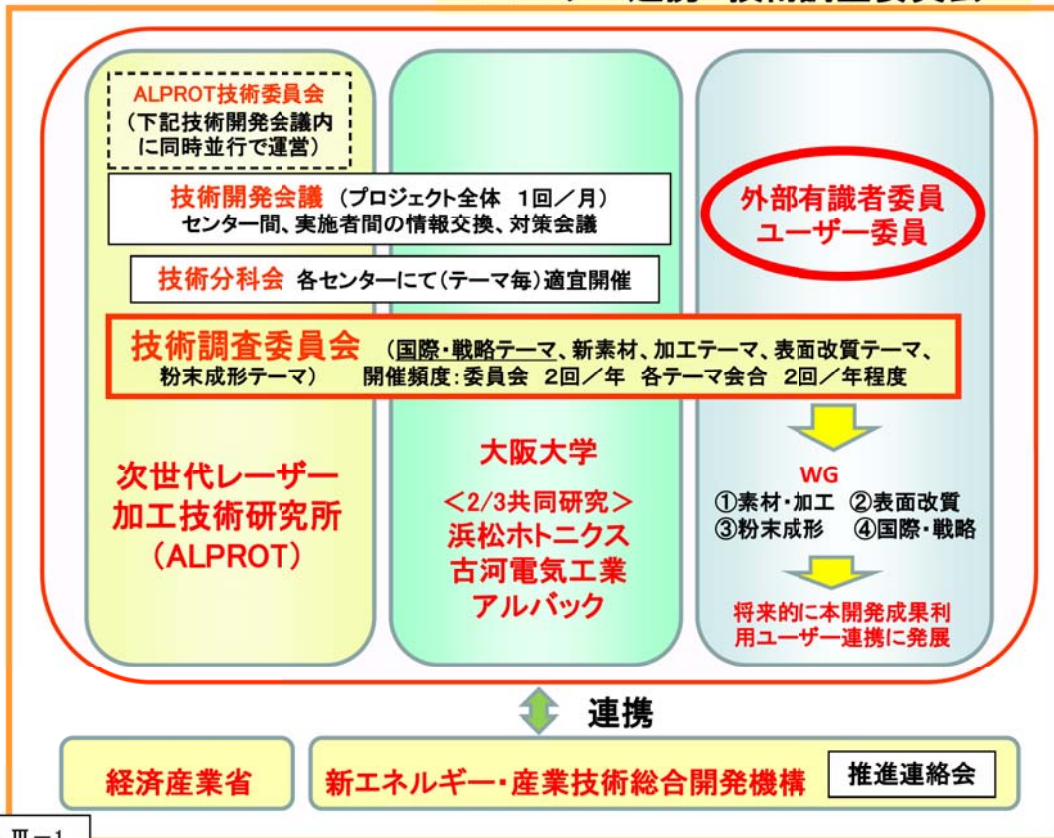 連携 技術調査委員会
ALPROT技術委員会
(下記技術開発会議内
に同時並行で運営)
技術開発会議 (プロジェクト全体 1回／月)
センター間、実施者間の情報交換、対策会議
技術分科会 各センターにて(テーマ毎)適宜開催
外部有識者委員
ユーザー委員
技術調査委員会 (国際・戦略テーマ、新素材、加工テーマ、表面改質テーマ、
粉末成形テーマ) 開催頻度:委員会 2回／年 各テーマ会合 2回／年程度
次世代レーザー
加工技術研究所
(ALPROT)
大阪大学
<2/3共同研究>
浜松ホトニクス
古河電気工業
アルバック
WG
①素材・加工 ②表面改質
③粉末成形 ④国際・戦略
将来的に本開発成果利
用ユーザー連携に発展
連携
経済産業省
新エネルギー・産業技術総合開発機構
推進連絡会
Ⅲ－1